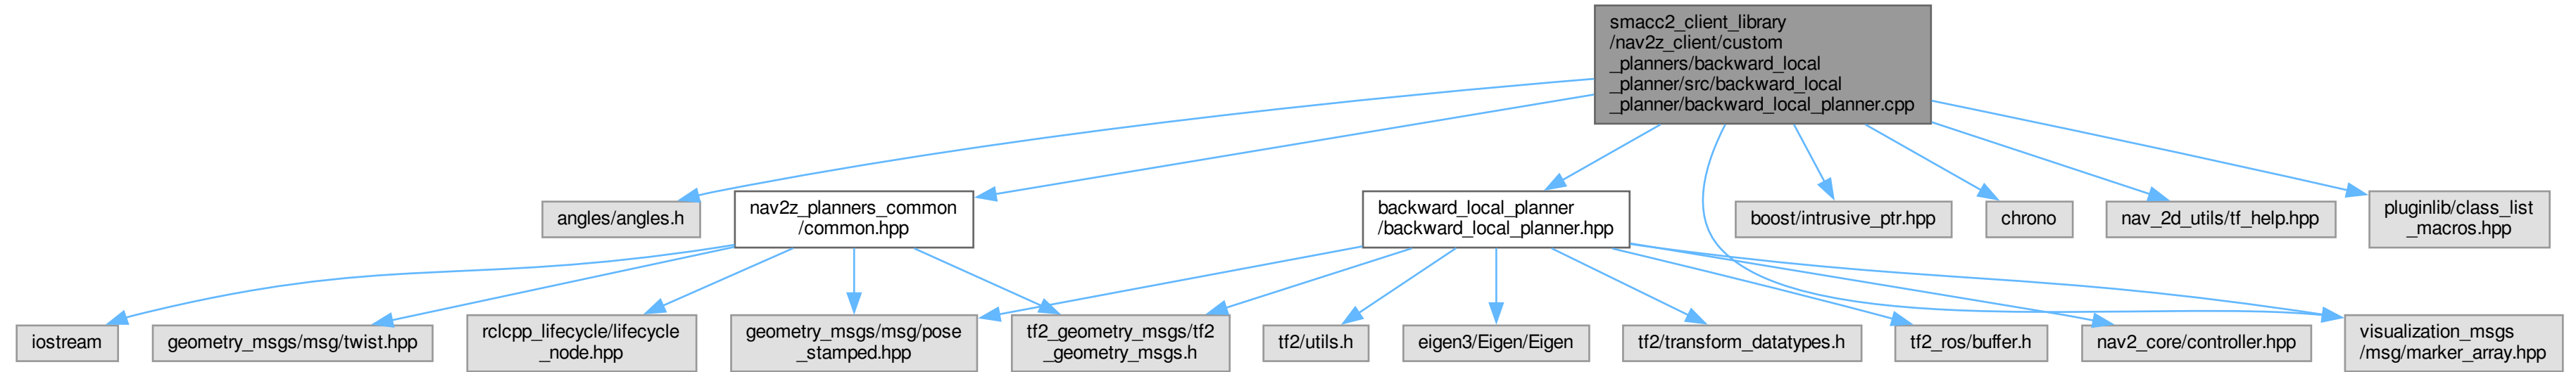 smacc2_client_library
/nav2z_client/custom
_planners/backward_local
_planner/src/backward_local
_planner/backward_local_planner.cpp
angles/angles.h
nav2z_planners_common
/common.hpp
backward_local_planner
/backward_local_planner.hpp
boost/intrusive_ptr.hpp
chrono
nav_2d_utils/tf_help.hpp
pluginlib/class_list
_macros.hpp
iostream
geometry_msgs/msg/twist.hpp
rclcpp_lifecycle/lifecycle
_node.hpp
geometry_msgs/msg/pose
_stamped.hpp
tf2_geometry_msgs/tf2
_geometry_msgs.h
tf2/utils.h
eigen3/Eigen/Eigen
tf2/transform_datatypes.h
tf2_ros/buffer.h
nav2_core/controller.hpp
visualization_msgs
/msg/marker_array.hpp